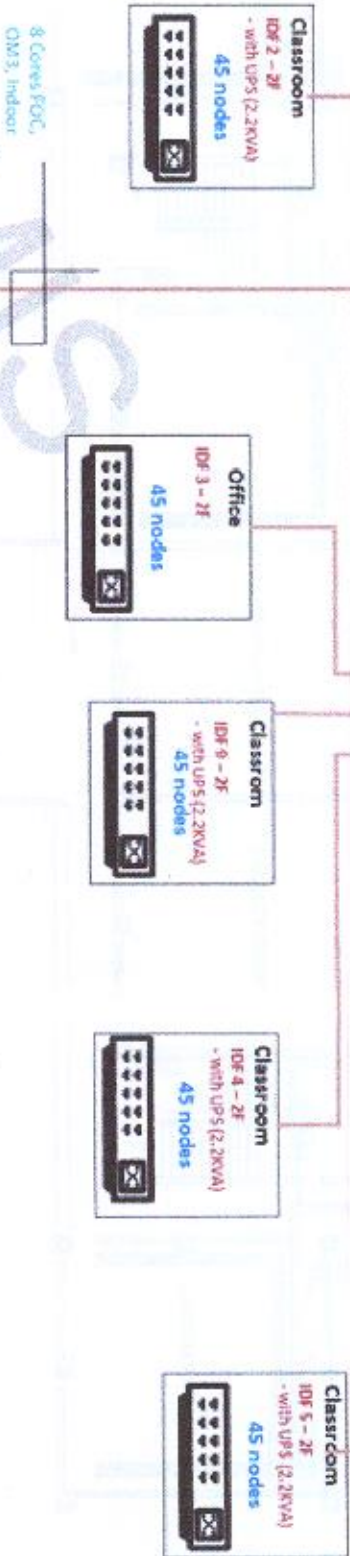 Classroom
IDF 2 – 2F
- with UPS (2.2KVA)
45 nodes
8 Cores FOC,
OM3, Indoor
Office
IDF 3 – 2F
45 nodes
Classrom
IDF 9 – 2F
- with UPS (2.2KVA)
45 nodes
Classroom
IDF 4 – 2F
- with UPS (2.2KVA)
45 nodes
Classroom
IDF 5 – 2F
- with UPS (2.2KVA)
45 nodes